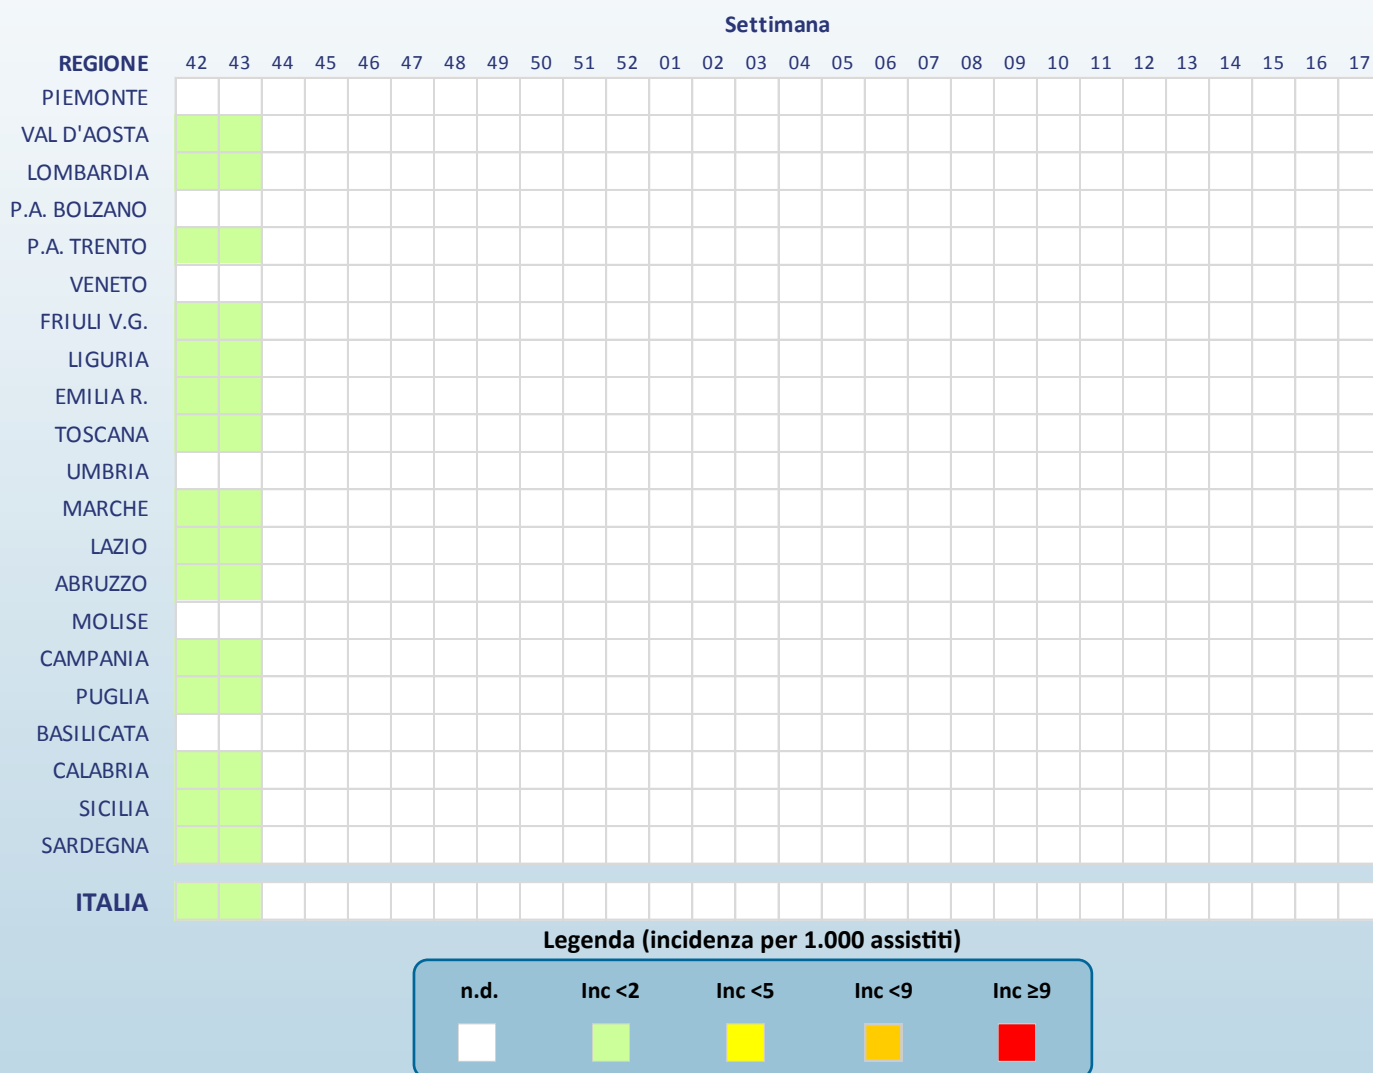 Settimana
REGIONE 42 43 44 45 46 47 48 49 50 51 52 01 02 03 04 05 06 07 08 09 10 11 12 13 14 15 16 17
PIEMONTE
VAL D'AOSTA
LOMBARDIA
P.A. BOLZANO
P.A. TRENTO
VENETO
FRIULI V.G.
LIGURIA
EMILIA R.
TOSCANA
UMBRIA
MARCHE
LAZIO
ABRUZZO
MOLISE
CAMPANIA
PUGLIA
BASILICATA
CALABRIA
SICILIA
SARDEGNA
ITALIA
Legenda (incidenza per 1.000 assistiti)
n.d. Inc <2 Inc <5 Inc <9 Inc ≥9